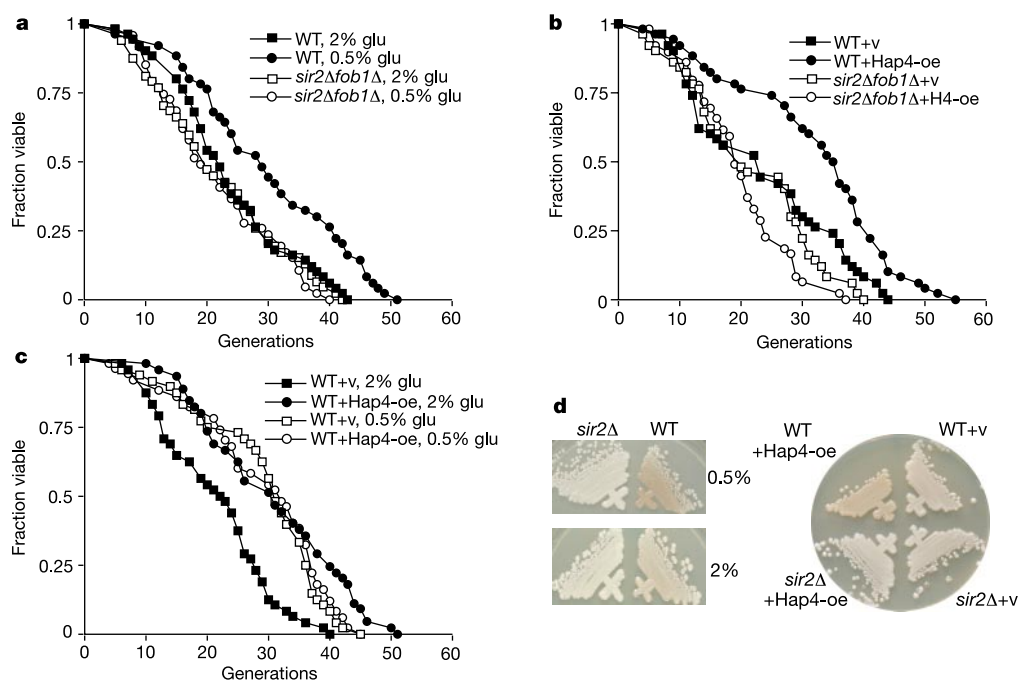 a
Fraction viable
1
0.75
0.5
0.25
0
0 10 20 30 40 50 60
Generations
WT, 2% glu
WT, 0.5% glu
sir2Δfob1Δ, 2% glu
sir2Δfob1Δ, 0.5% glu
b
Fraction viable
1
0.75
0.5
0.25
0
0 10 20 30 40 50 60
Generations
WT+v
WT+Hap4-oe
sir2Δfob1Δ+v
sir2Δfob1Δ+H4-oe
c
Fraction viable
1
0.75
0.5
0.25
0
0 10 20 30 40 50 60
Generations
WT+v, 2% glu
WT+Hap4-oe, 2% glu
WT+v, 0.5% glu
WT+Hap4-oe, 0.5% glu
d
sir2Δ WT
0.5%
2%
WT
+Hap4-oe
WT+v
sir2Δ
+Hap4-oe
sir2Δ+v